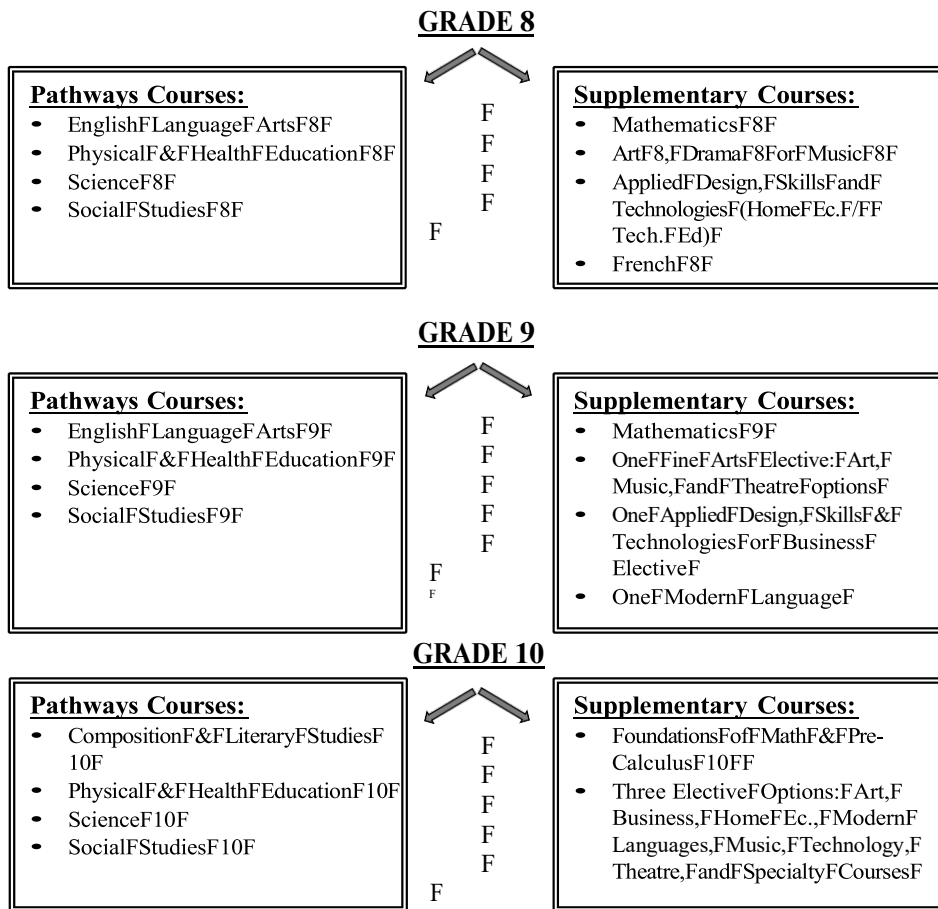 GRADE 8
Pathways Courses:
• EnglishFLanguageFArtsF8F
• PhysicalF&FHealthFEducationF8F
• ScienceF8F
• SocialFStudiesF8F
F
F
F
F
F
Supplementary Courses:
• MathematicsF8F
• ArtF8,FDramaF8ForFMusicF8F
• AppliedFDesign,FSkillsFandF
TechnologiesF(HomeFEc.F/FF
Tech.FEd)F
• FrenchF8F
GRADE 9
Pathways Courses:
• EnglishFLanguageFArtsF9F
• PhysicalF&FHealthFEducationF9F
• ScienceF9F
• SocialFStudiesF9F
F
F
F
F
F
F
F
Supplementary Courses:
• MathematicsF9F
• OneFFineFArtsFElective:FArt,F
Music,FandFTheatreFoptionsF
• OneFAppliedFDesign,FSkillsF&F
TechnologiesForFBusinessF
ElectiveF
• OneFModernFLanguageF
GRADE 10
Pathways Courses:
• CompositionF&FLiteraryFStudiesF
10F
• PhysicalF&FHealthFEducationF10F
• ScienceF10F
• SocialFStudiesF10F
F
F
F
F
F
F
Supplementary Courses:
• FoundationsFofFMathF&FPre-
CalculusF10FF
• Three ElectiveFOptions:FArt,F
Business,FHomeFEc.,FModernF
Languages,FMusic,FTechnology,F
Theatre,FandFSpecialtyFCoursesF